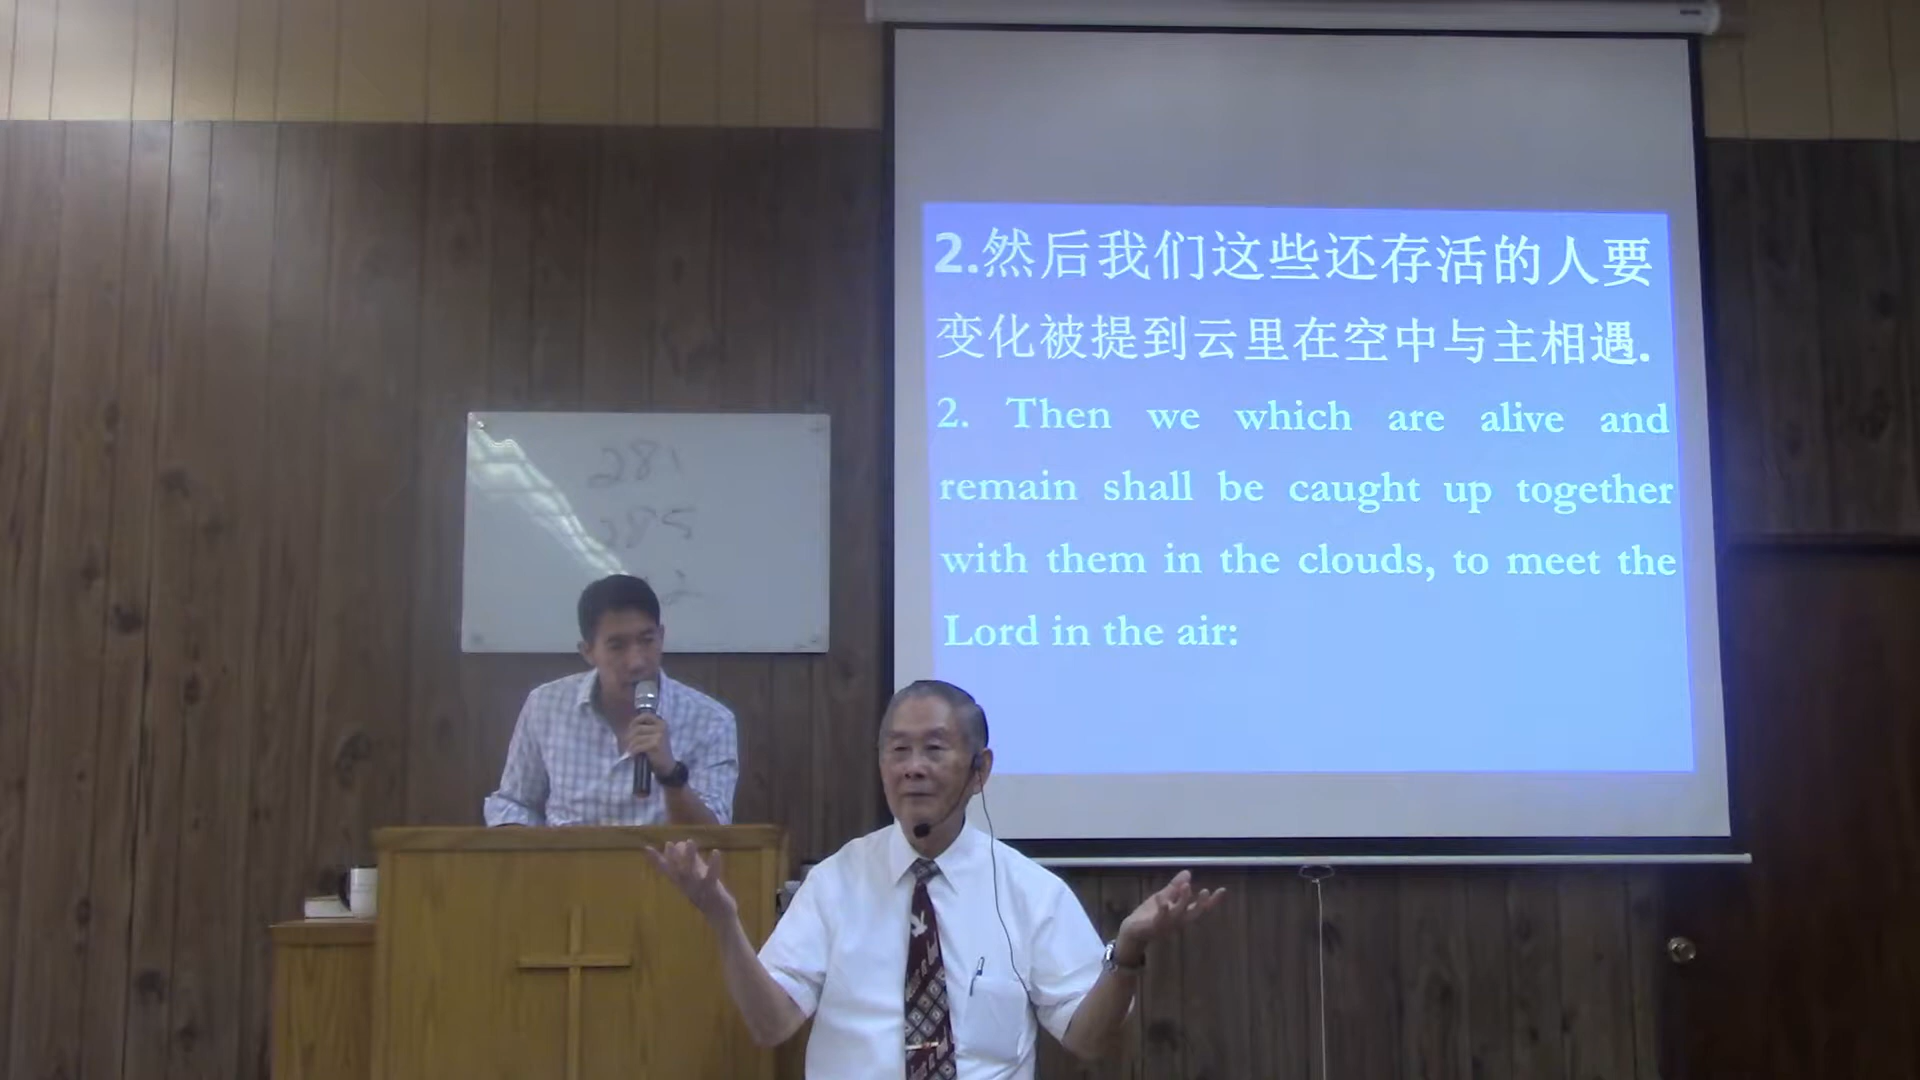 2.然后我们这些还存活的人要
变化被提到云里在空中与主相遇.
2. Then we which are alive and
remain shall be caught up together
with them in the clouds, to meet the
Lord in the air:
281
285